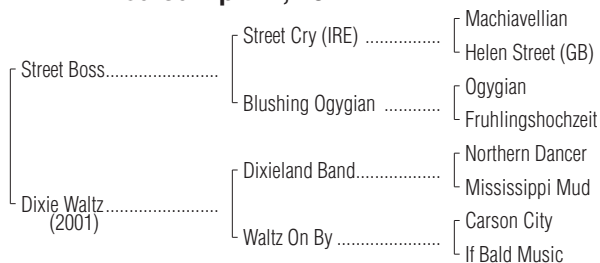 Machiavellian
Street Cry (IRE) ................
Helen Street (GB)
Street Boss........................
Ogygian
Blushing Ogygian ............
Fruhlingshochzeit
Northern Dancer
Dixieland Band..................
Mississippi Mud
Dixie Waltz........................
(2001)
Carson City
Waltz On By ......................
If Bald Music